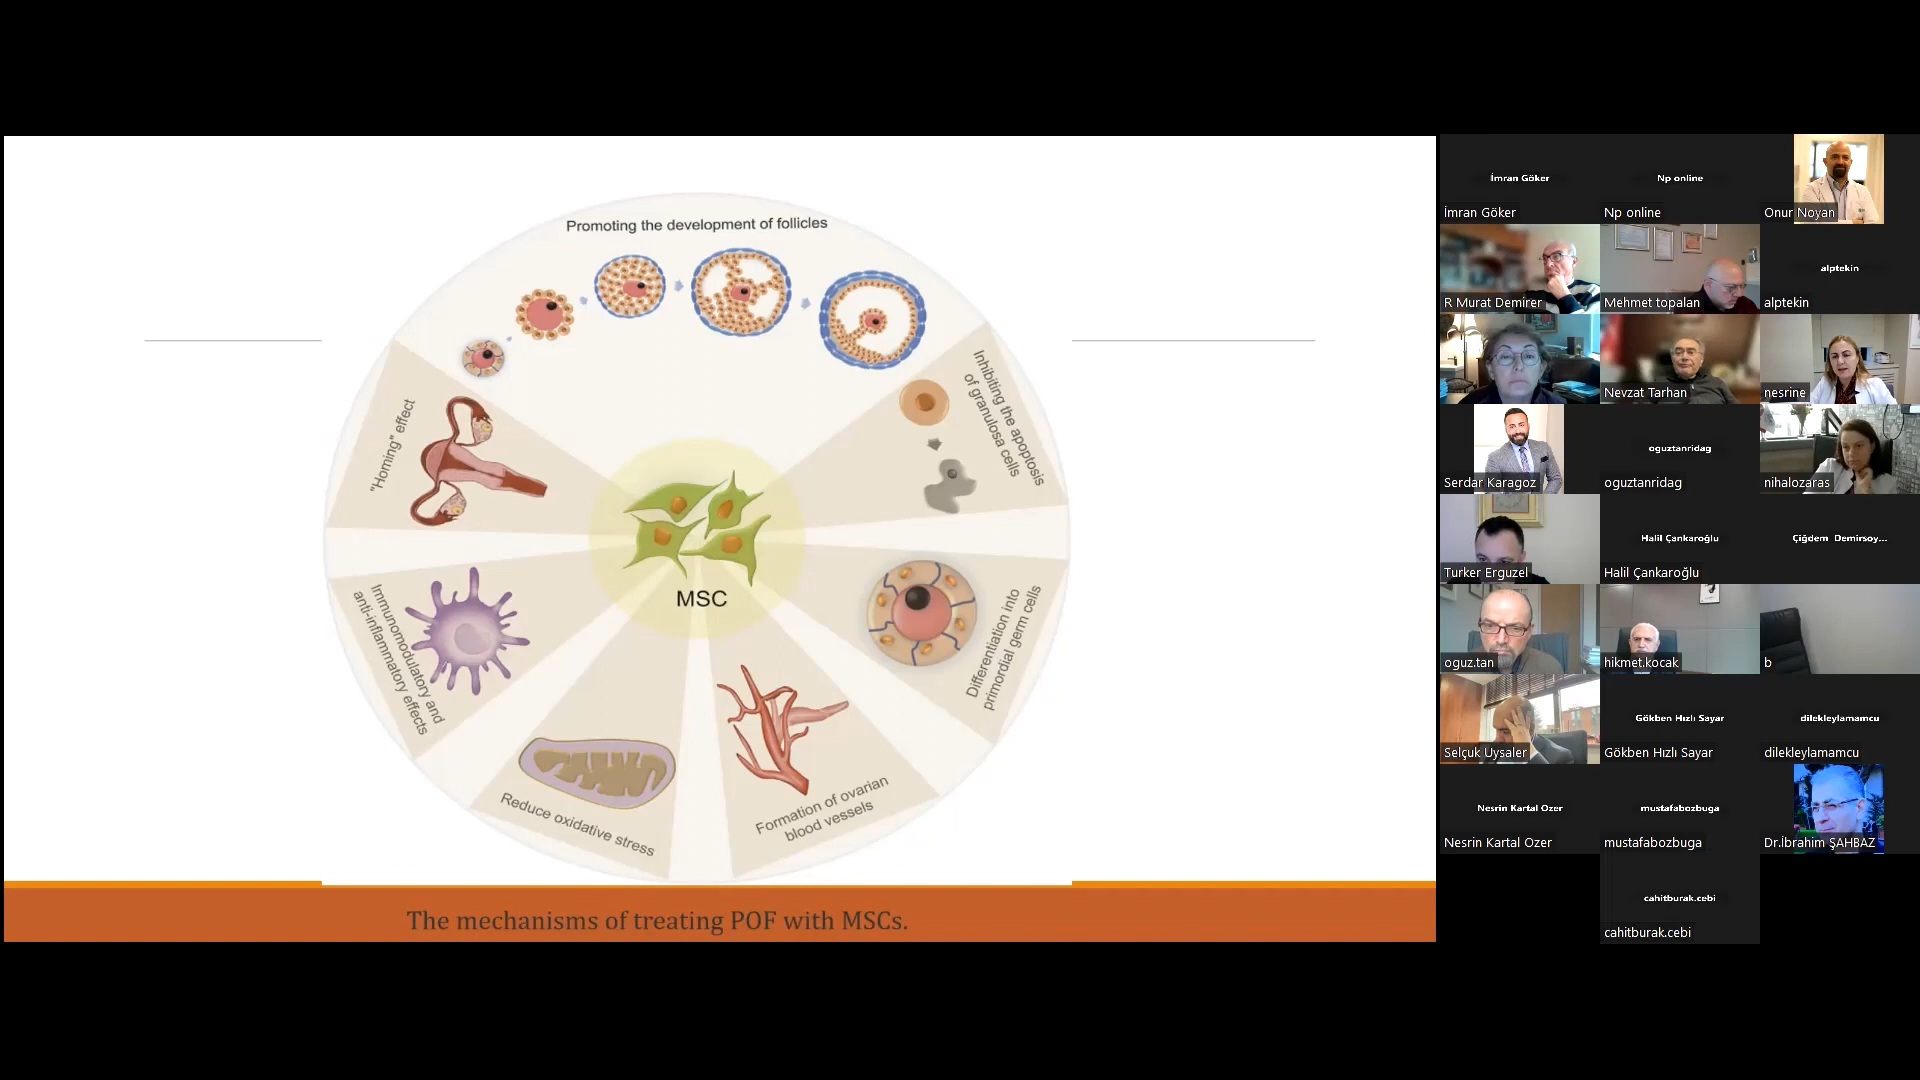 Promoting the development of follicles
"Homing" effect
Inhibiting the apoptosis
of granulosa cells
MSC
Immunomodulatory and
anti-inflammatory effects
Differentiation into
primordial germ cells
Reduce oxidative stress
Formation of ovarian
blood vessels
The mechanisms of treating POF with MSCs.
İmran Göker
İmran Göker
Np online
Np online
Onur Noyan
R Murat Demirer
Mehmet topalan
alptekin
alptekin
Nevzat Tarhan
nesrine
Serdar Karagoz
oguztanridag
oguztanridag
nihalozaras
Turker Erguzel
Halil Çankaroğlu
Halil Çankaroğlu
Çiğdem Demirsoy...
oguz.tan
hikmet.kocak
b
Selçuk Uysaler
Gökben Hızlı Sayar
Gökben Hızlı Sayar
dilekleylamamcu
dilekleylamamcu
Nesrin Kartal Ozer
Nesrin Kartal Ozer
mustafabozbuga
mustafabozbuga
Dr.İbrahim ŞAHBAZ
cahitburak.cebi
cahitburak.cebi